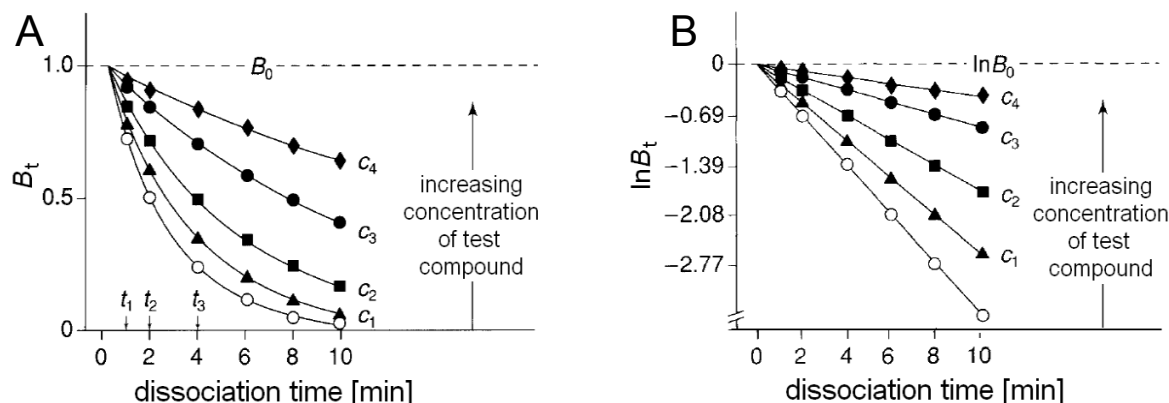 A
1.0
B₀
Bₜ
0.5
0
c₄
c₃
c₂
c₁
t₁ t₂ t₃
increasing
concentration
of test
compound
0 2 4 6 8 10
dissociation time [min]
B
0
lnB₀
lnBₜ
−0.69
−1.39
−2.08
−2.77
c₄
c₃
c₂
c₁
increasing
concentration
of test
compound
0 2 4 6 8 10
dissociation time [min]